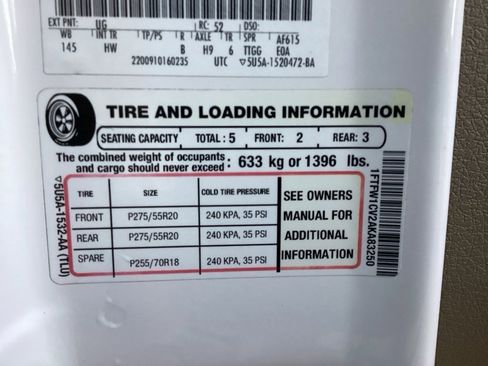 EXT PNT: UG RC: 52 DSO:
WB INT TR TP/PS R AXLE TR SPR AF615
145 HW B H9 6 TTGG E0A
220091016023S UTC ▽5U5A-1520472-BA
TIRE AND LOADING INFORMATION
SEATING CAPACITY TOTAL : 5 FRONT: 2 REAR: 3
The combined weight of occupants
and cargo should never exceed : 633 kg or 1396 lbs.
TIRE SIZE COLD TIRE PRESSURE
FRONT P275/55R20 240 KPA, 35 PSI
REAR P275/55R20 240 KPA, 35 PSI
SPARE P255/70R18 240 KPA, 35 PSI
SEE OWNERS
MANUAL FOR
ADDITIONAL
INFORMATION
▽5U5A-1532-AA (TLU)
1FTFW1CV2AKA83250